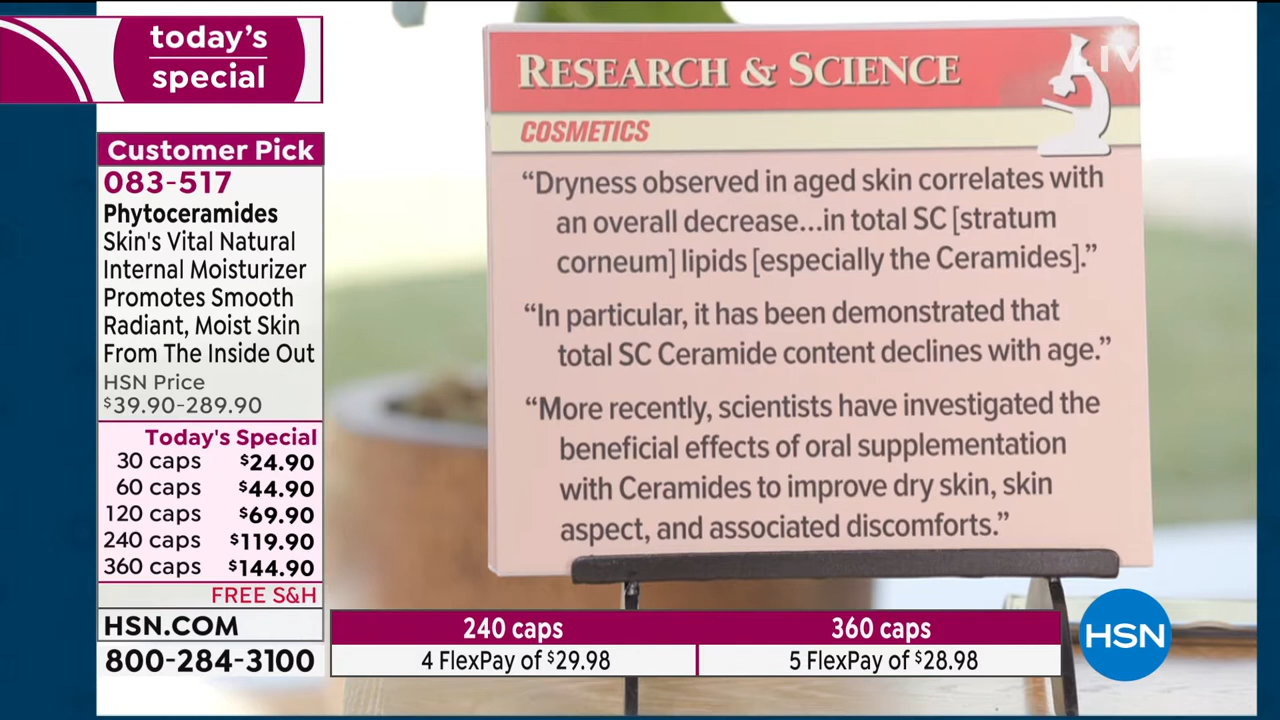 today's
special
Customer Pick
083-517
Phytoceramides
Skin's Vital Natural
Internal Moisturizer
Promotes Smooth
Radiant, Moist Skin
From The Inside Out
HSN Price
$39.90-289.90
Today's Special
30 caps $24.90
60 caps $44.90
120 caps $69.90
240 caps $119.90
360 caps $144.90
FREE S&H
HSN.COM
800-284-3100
LIVE
RESEARCH & SCIENCE
COSMETICS
“Dryness observed in aged skin correlates with
an overall decrease...in total SC [stratum
corneum] lipids [especially the Ceramides].”
“In particular, it has been demonstrated that
total SC Ceramide content declines with age.”
“More recently, scientists have investigated the
beneficial effects of oral supplementation
with Ceramides to improve dry skin, skin
aspect, and associated discomforts.”
240 caps 360 caps
4 FlexPay of $29.98 5 FlexPay of $28.98
HSN